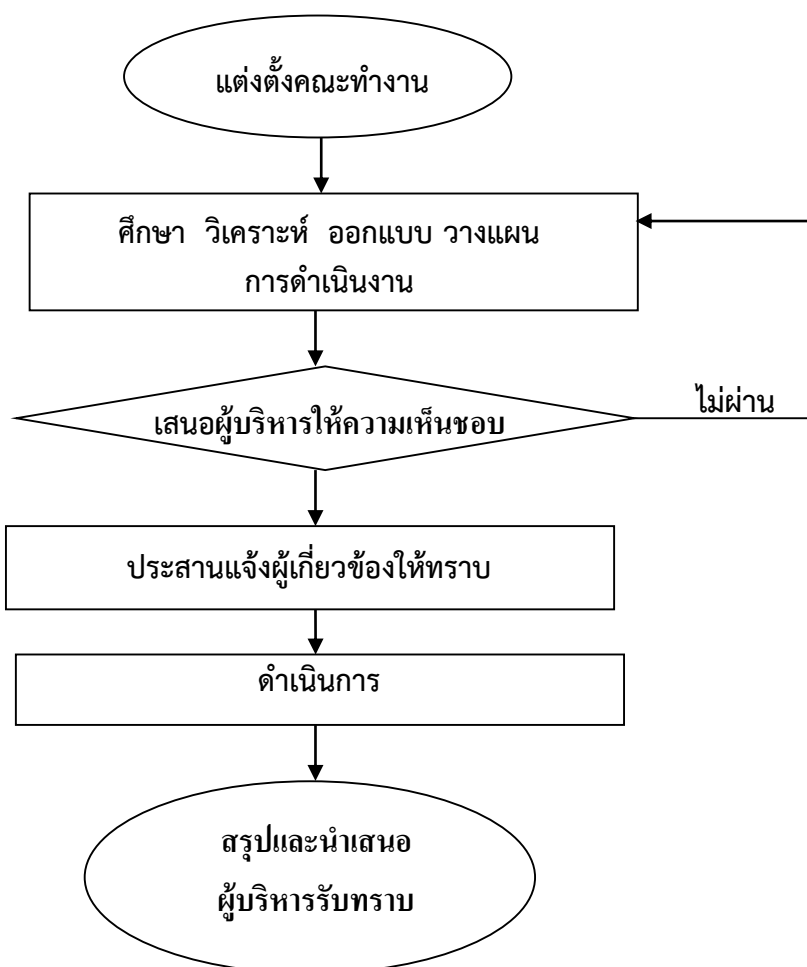 แต่งตั้งคณะทำงาน
ศึกษา วิเคราะห์ ออกแบบ วางแผน
การดำเนินงาน
เสนอผู้บริหารให้ความเห็นชอบ
ไม่ผ่าน
ประสานแจ้งผู้เกี่ยวข้องให้ทราบ
ดำเนินการ
สรุปและนำเสนอ
ผู้บริหารรับทราบ